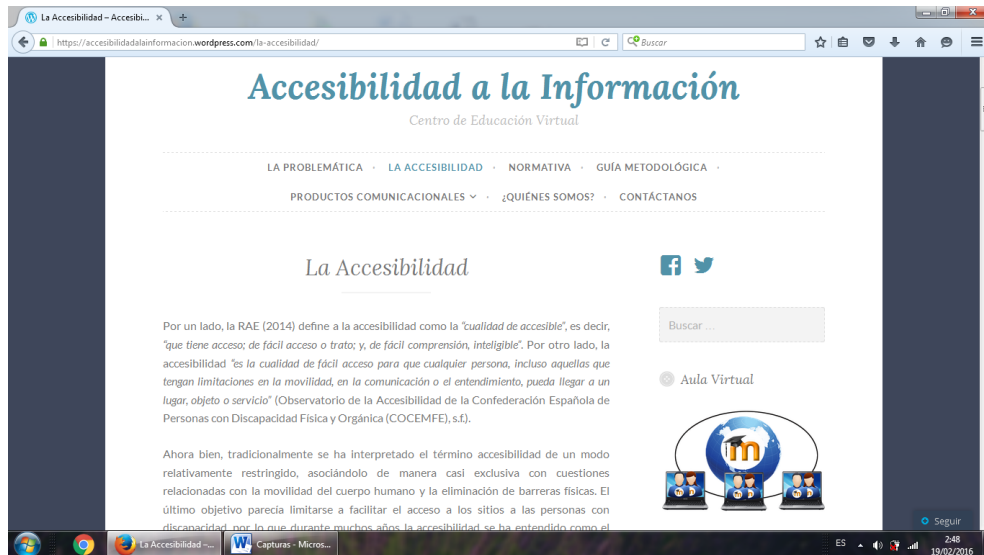 La Accesibilidad – Accesibi...
https://accesibilidadalainformacion.wordpress.com/la-accesibilidad/
Buscar
Accesibilidad a la Información
Centro de Educación Virtual
LA PROBLEMÁTICA · LA ACCESIBILIDAD · NORMATIVA · GUÍA METODOLÓGICA ·
PRODUCTOS COMUNICACIONALES · ¿QUIÉNES SOMOS? · CONTÁCTANOS
La Accesibilidad
Por un lado, la RAE (2014) define a la accesibilidad como la "cualidad de accesible", es decir,
"que tiene acceso; de fácil acceso o trato; y, de fácil comprensión, inteligible". Por otro lado, la
accesibilidad "es la cualidad de fácil acceso para que cualquier persona, incluso aquellas que
tengan limitaciones en la movilidad, en la comunicación o el entendimiento, pueda llegar a un
lugar, objeto o servicio" (Observatorio de la Accesibilidad de la Confederación Española de
Personas con Discapacidad Física y Orgánica (COCEMFE), s.f.).
Ahora bien, tradicionalmente se ha interpretado el término accesibilidad de un modo
relativamente restringido, asociándolo de manera casi exclusiva con cuestiones
relacionadas con la movilidad del cuerpo humano y la eliminación de barreras físicas. El
último objetivo parecía limitarse a facilitar el acceso a los sitios a las personas con
discapacidad, por lo que durante muchos años la accesibilidad se ha entendido como el
Buscar ...
Aula Virtual
m
Seguir
La Accesibilidad –...
Capturas - Micros...
ES
2:48
19/02/2016